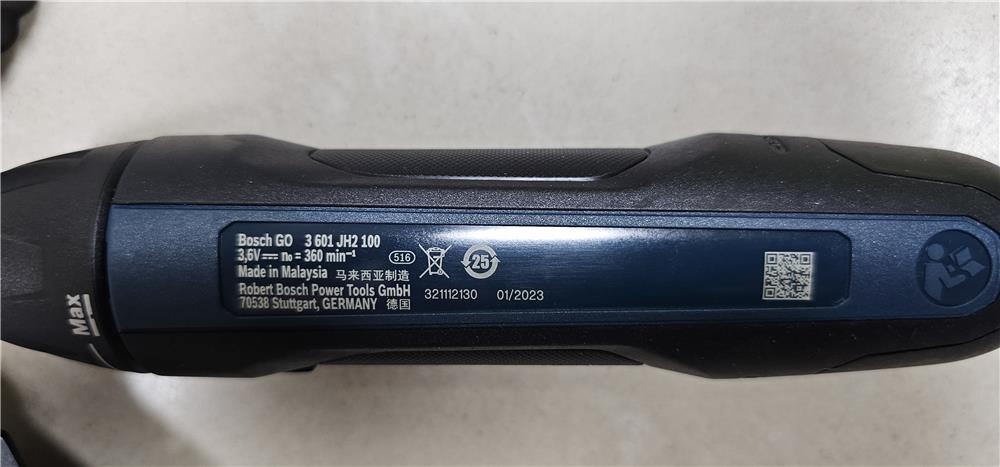 Bosch GO 3 601 JH2 100
3,6V⎓ n₀ = 360 min⁻¹
Made in Malaysia 马来西亚制造
Robert Bosch Power Tools GmbH
70538 Stuttgart, GERMANY 德国
516
25
321112130 01/2023
Max